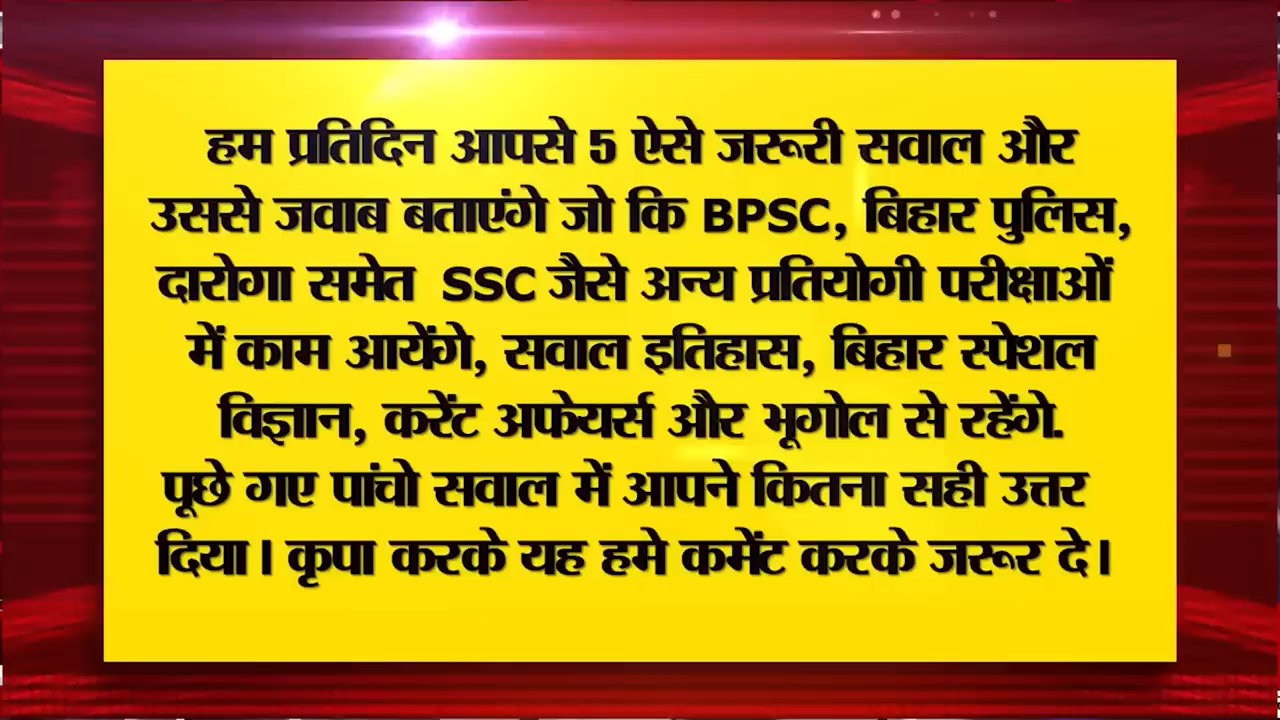 हम प्रतिदिन आपसे 5 ऐसे जरूरी सवाल और
उससे जवाब बताएंगे जो कि BPSC, बिहार पुलिस,
दारोगा समेत SSC जैसे अन्य प्रतियोगी परीक्षाओं
में काम आयेंगे, सवाल इतिहास, बिहार स्पेशल
विज्ञान, करेंट अफेयर्स और भूगोल से रहेंगे.
पूछे गए पांचो सवाल में आपने कितना सही उत्तर
दिया। कृपा करके यह हमे कमेंट करके जरूर दे।